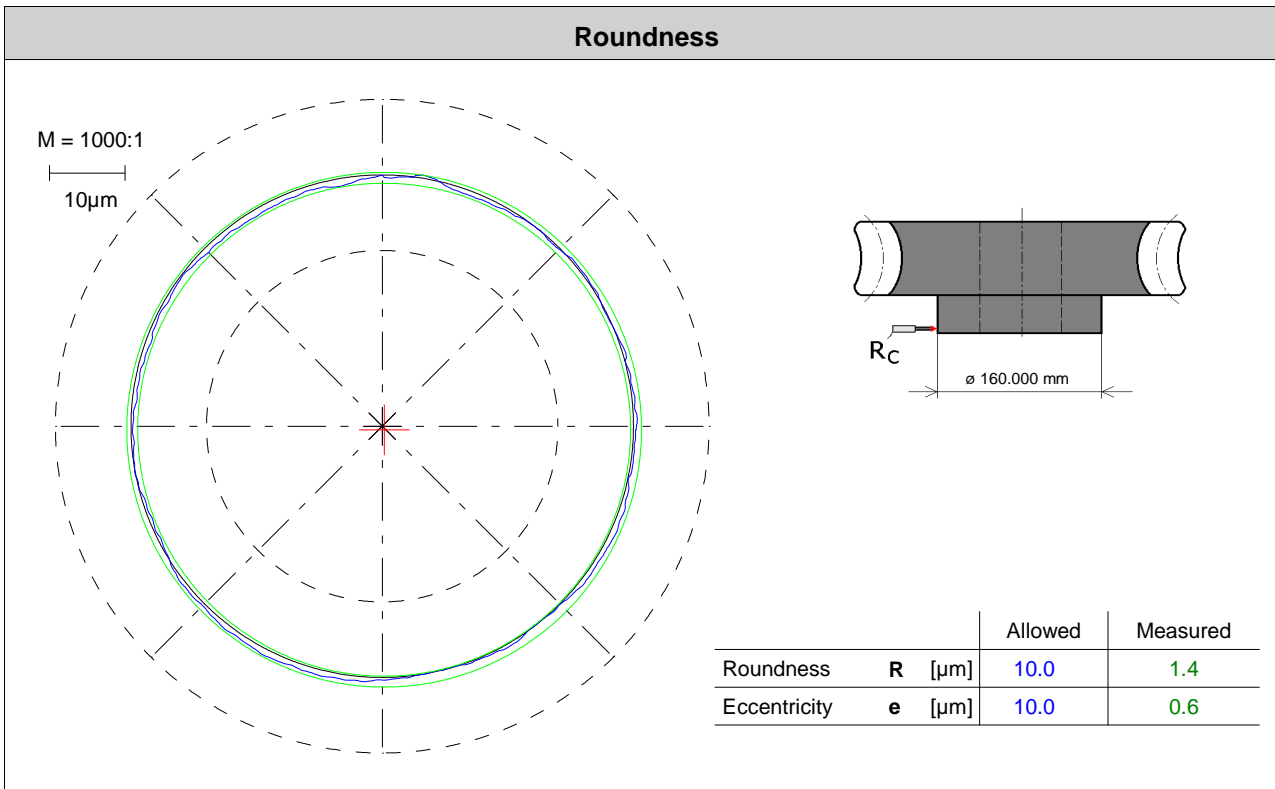 Roundness
M = 1000:1
10µm
R C
ø 160.000 mm
Allowed Measured
Roundness R [µm] 10.0 1.4
Eccentricity e [µm] 10.0 0.6